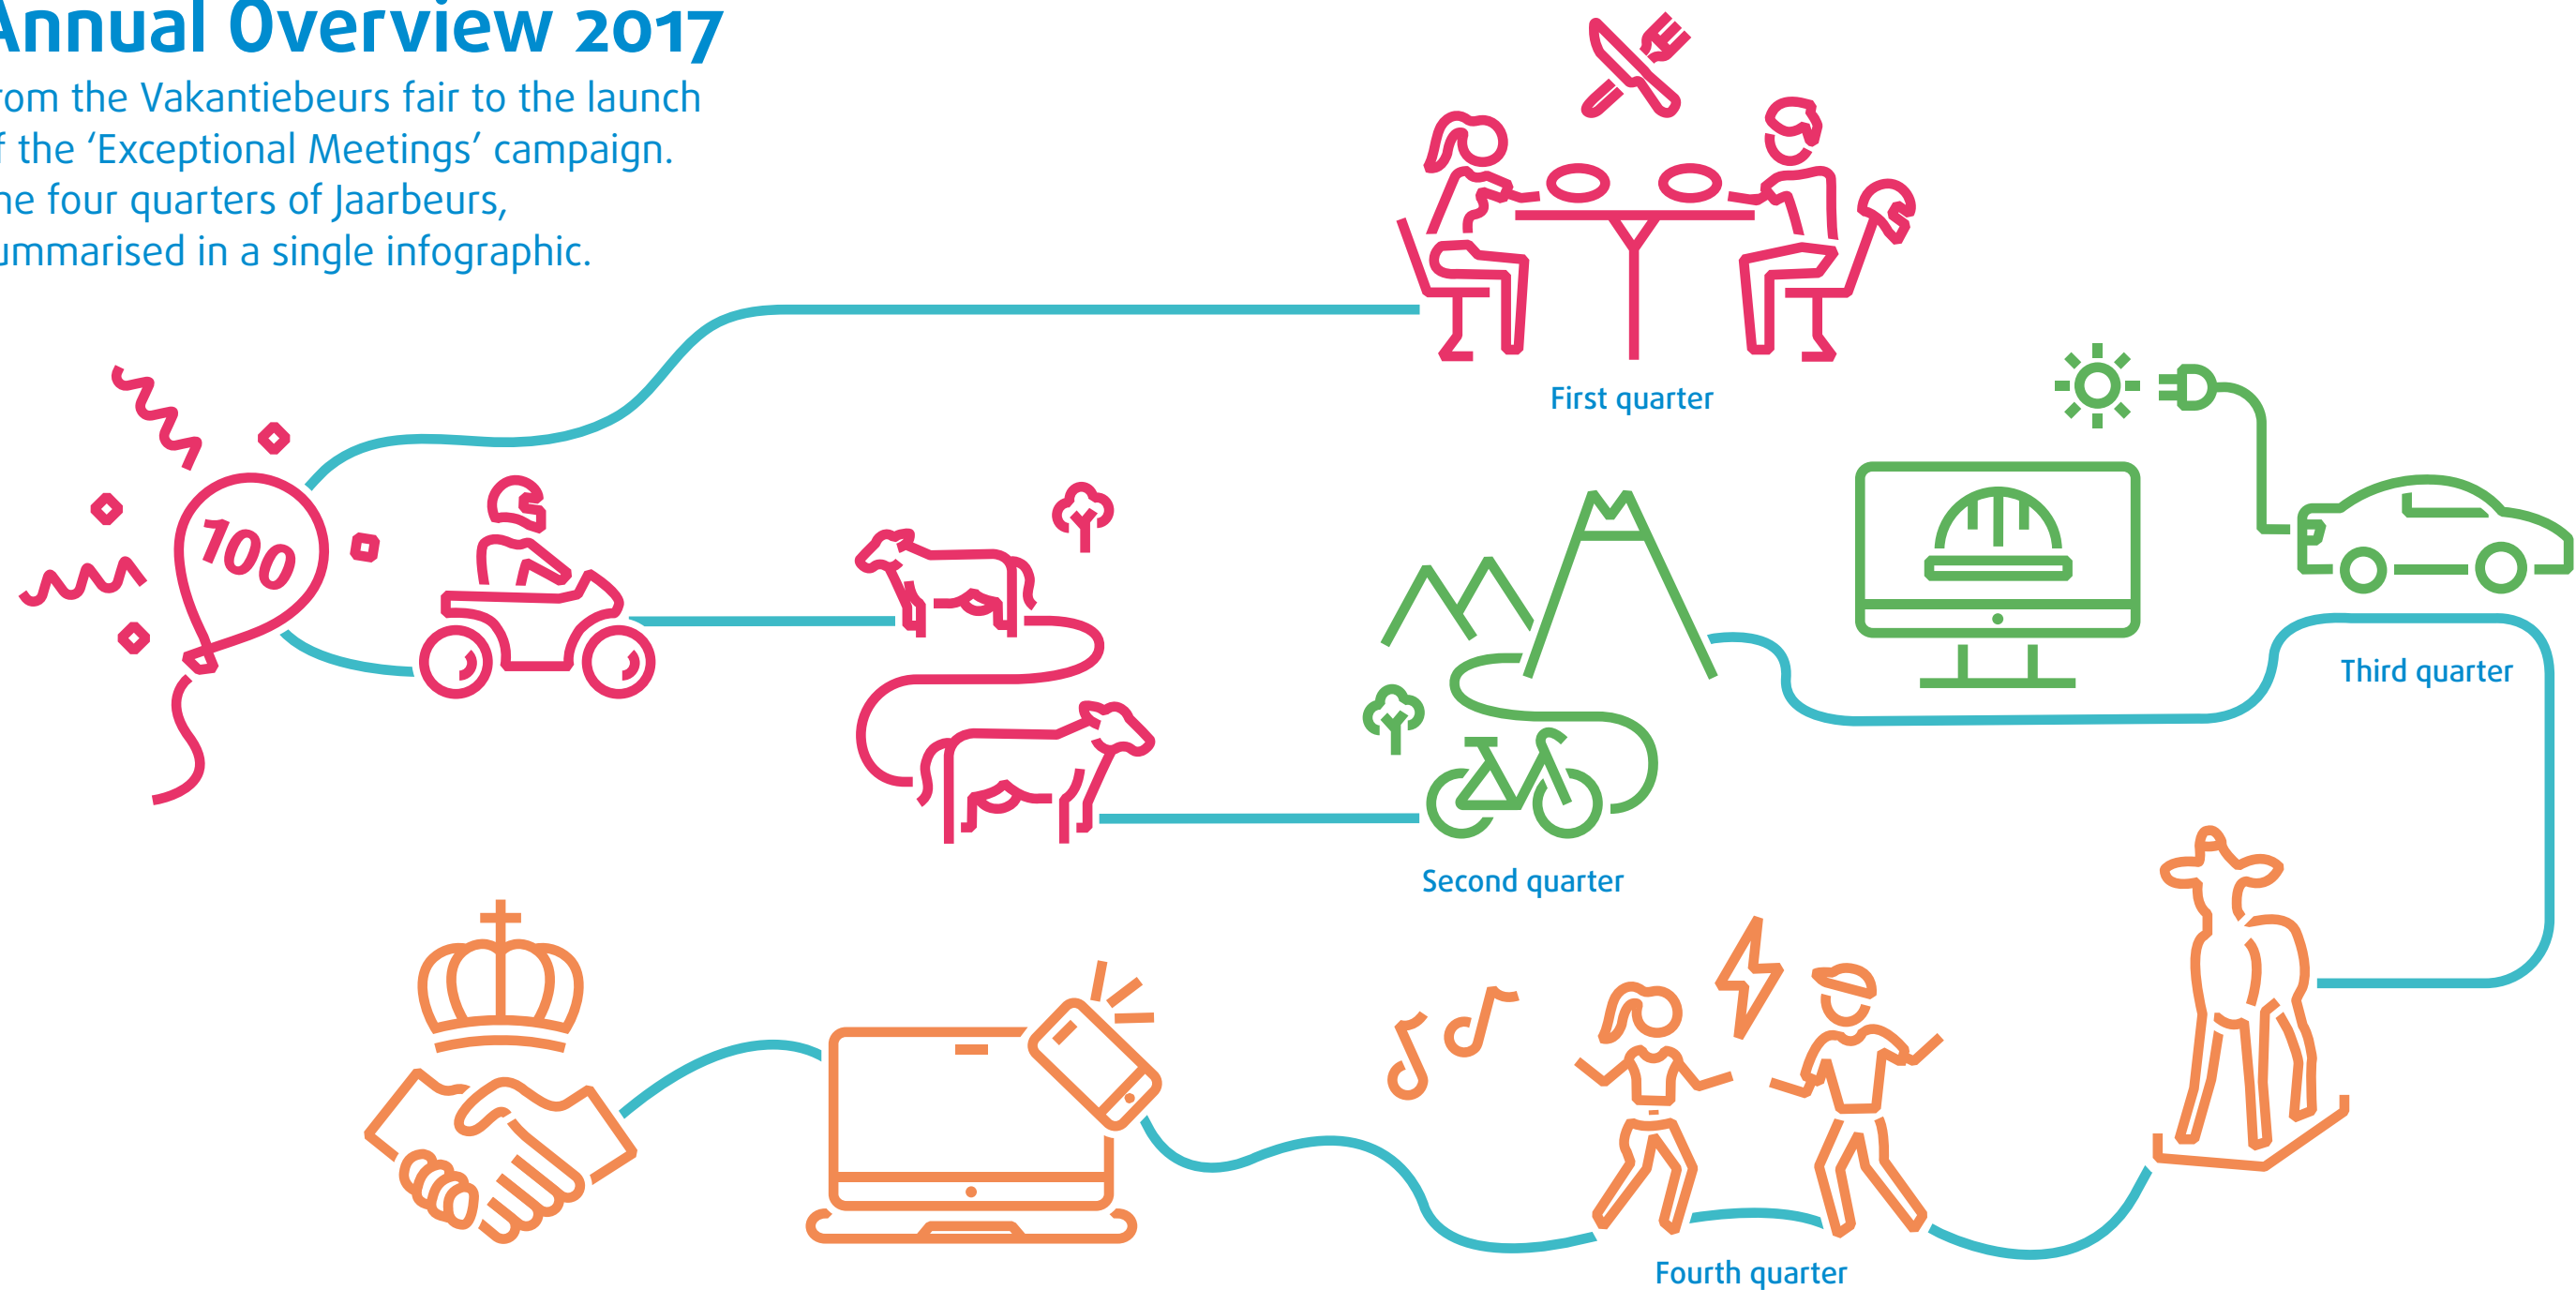 Annual Overview 2017
rom the Vakantiebeurs fair to the launch
f the ‘Exceptional Meetings’ campaign.
he four quarters of Jaarbeurs,
ummarised in a single infographic.
First quarter
100
Third quarter
Second quarter
Fourth quarter